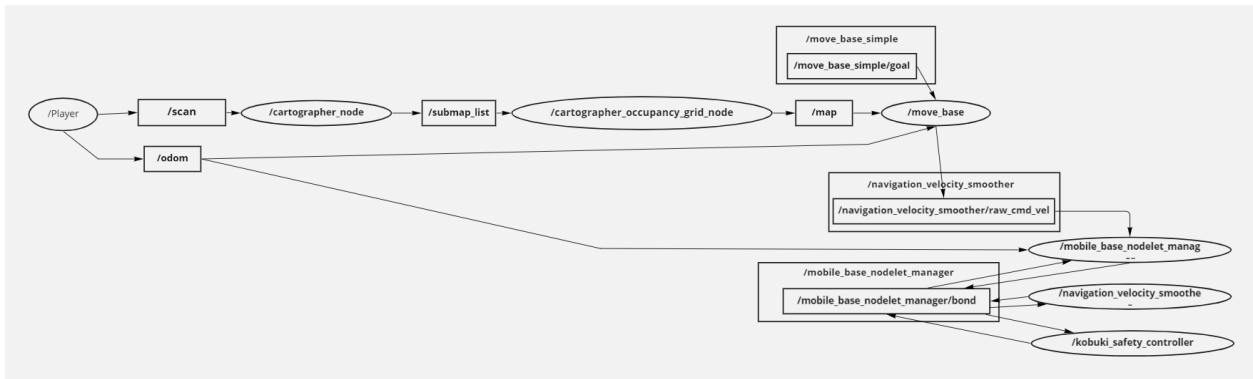 /move_base_simple
/move_base_simple/goal
/Player
/scan
/cartographer_node
/submap_list
/cartographer_occupancy_grid_node
/map
/move_base
/odom
/navigation_velocity_smoother
/navigation_velocity_smoother/raw_cmd_vel
/mobile_base_nodelet_manag
__
/mobile_base_nodelet_manager
/mobile_base_nodelet_manager/bond
/navigation_velocity_smoothe
_
/kobuki_safety_controller